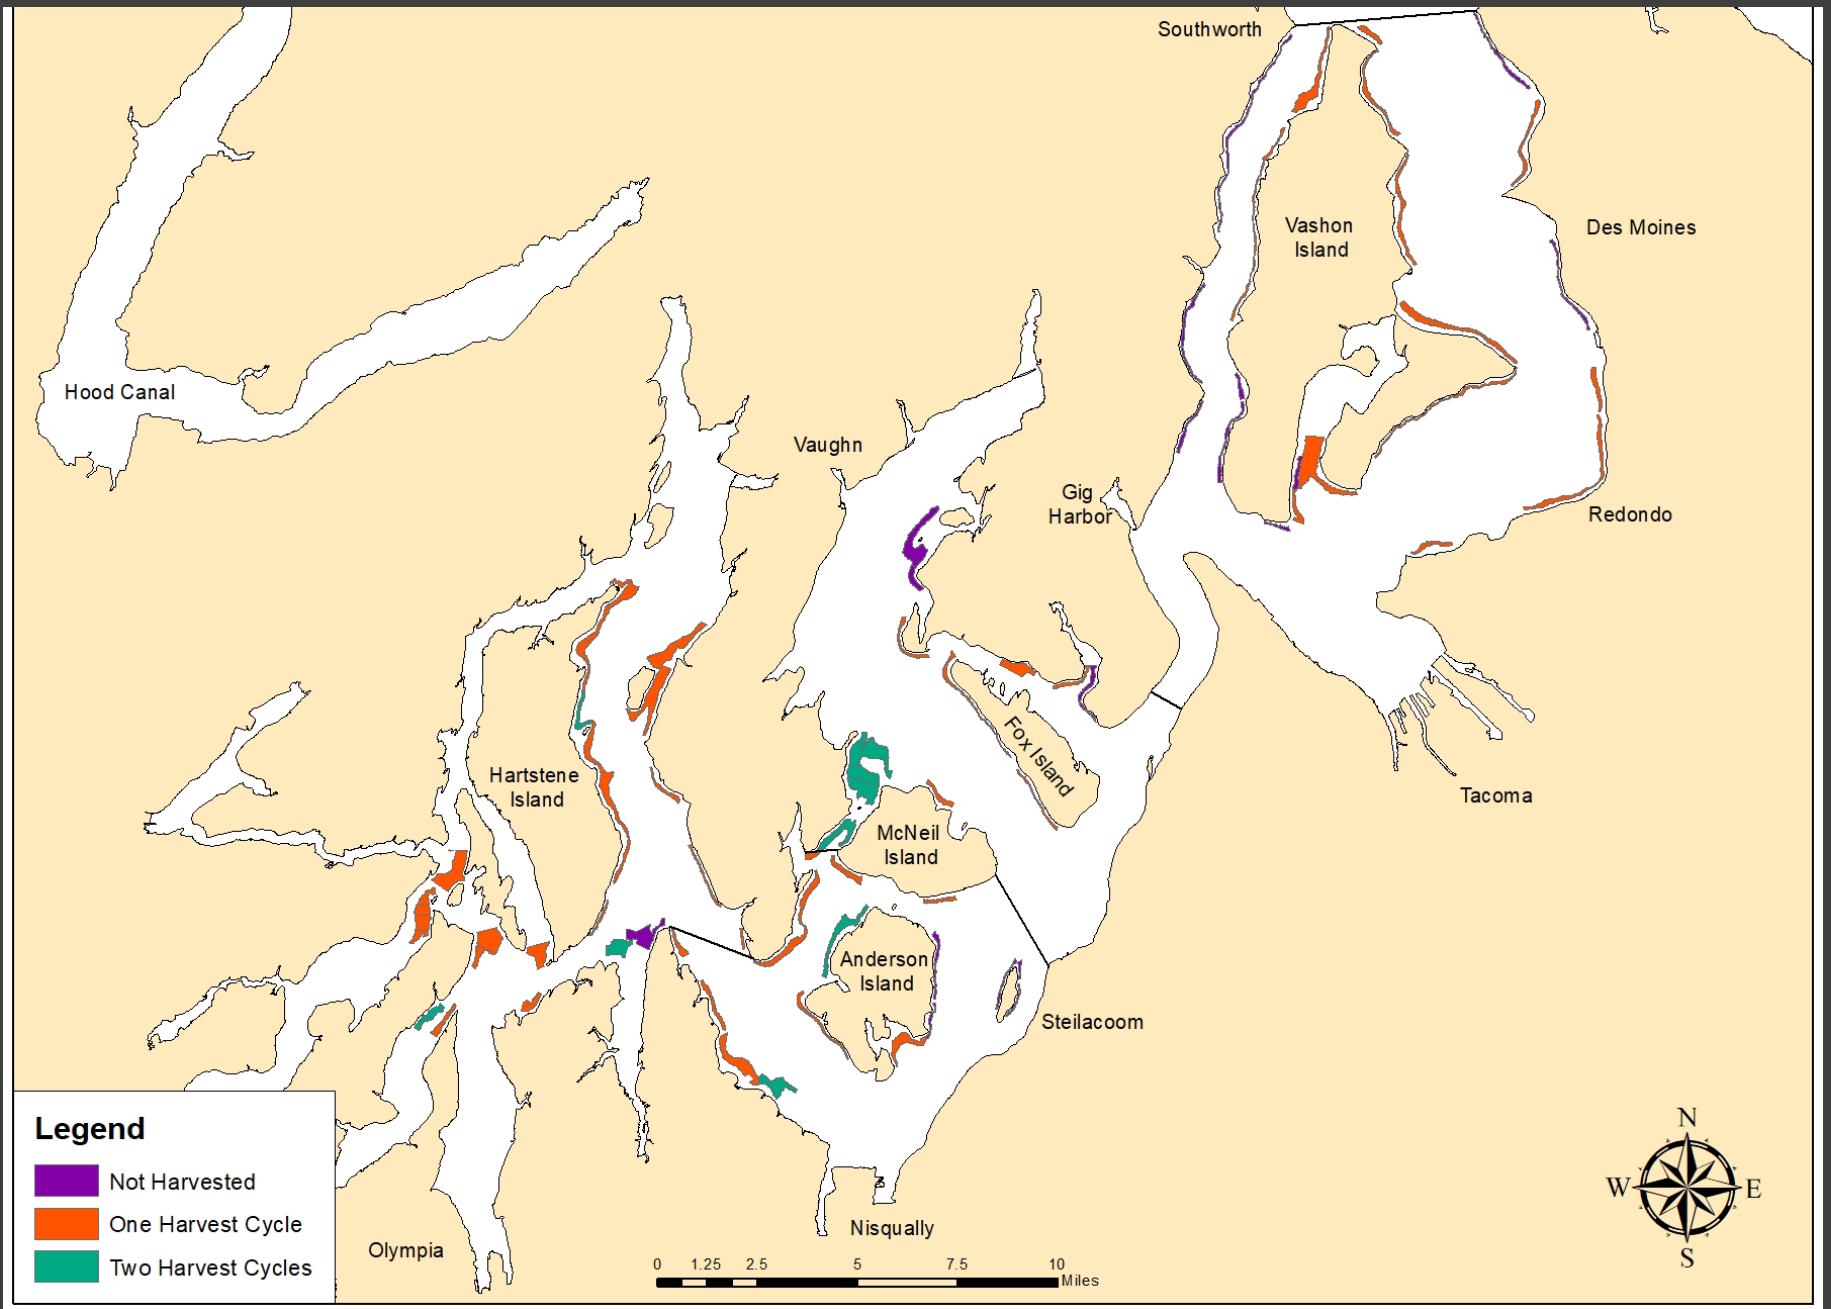 Southworth
Vashon
Island
Des Moines
Hood Canal
Vaughn
Gig
Harbor
Redondo
Fox Island
Hartstene
Island
Tacoma
McNeil
Island
Anderson
Island
Steilacoom
Legend
Not Harvested
One Harvest Cycle
Two Harvest Cycles
Olympia
Nisqually
0 1.25 2.5 5 7.5 10
Miles
N
W E
S